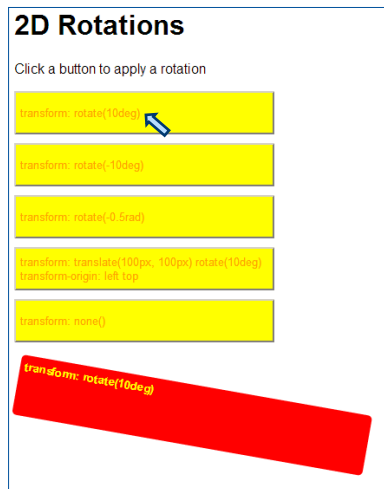 2D Rotations
Click a button to apply a rotation
transform: rotate(10deg)
transform: rotate(-10deg)
transform: rotate(-0.5rad)
transform: translate(100px, 100px) rotate(10deg)
transform-origin: left top
transform: none()
transform: rotate(10deg)